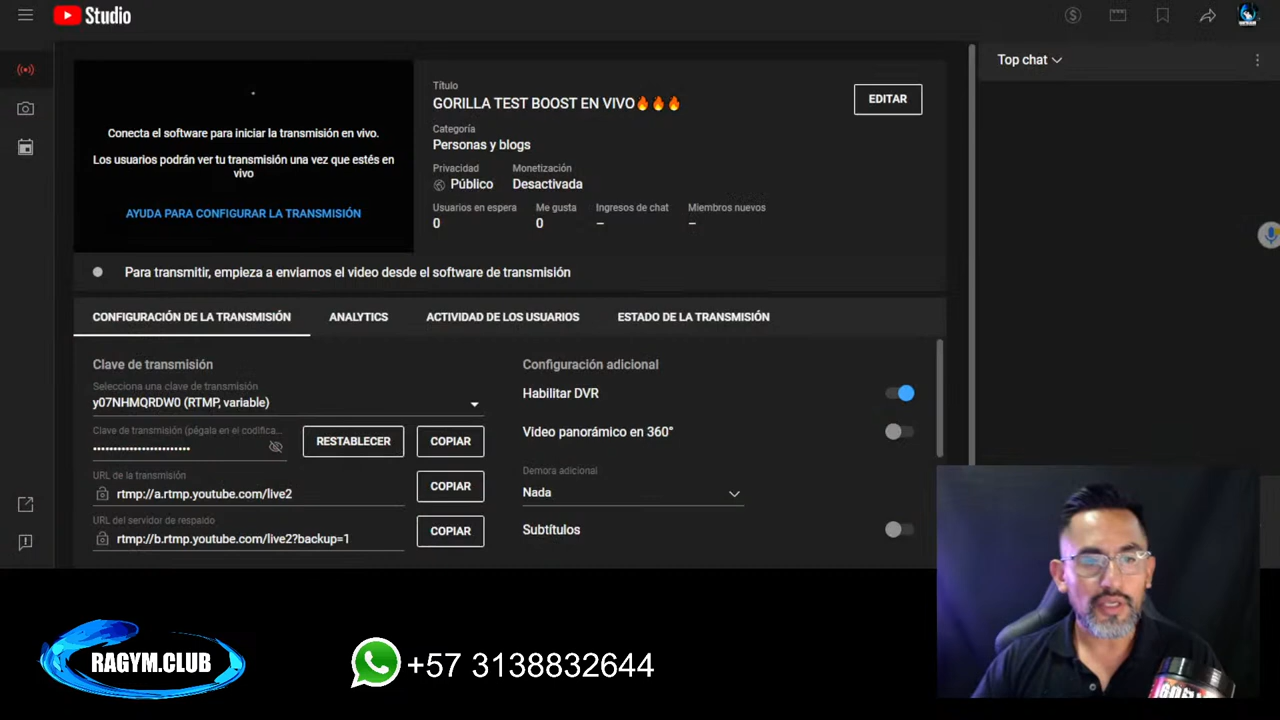 Studio
Top chat
Título
GORILLA TEST BOOST EN VIVO🔥🔥🔥
EDITAR
Categoría
Personas y blogs
Privacidad
Monetización
Público
Desactivada
Usuarios en espera
Me gusta
Ingresos de chat
Miembros nuevos
0
0
–
–
Conecta el software para iniciar la transmisión en vivo.
Los usuarios podrán ver tu transmisión una vez que estés en
vivo
AYUDA PARA CONFIGURAR LA TRANSMISIÓN
Para transmitir, empieza a enviarnos el video desde el software de transmisión
CONFIGURACIÓN DE LA TRANSMISIÓN
ANALYTICS
ACTIVIDAD DE LOS USUARIOS
ESTADO DE LA TRANSMISIÓN
Clave de transmisión
Selecciona una clave de transmisión
y07NHMQRDW0 (RTMP, variable)
Clave de transmisión (pégala en el codifica...
RESTABLECER
COPIAR
URL de la transmisión
rtmp://a.rtmp.youtube.com/live2
COPIAR
URL del servidor de respaldo
rtmp://b.rtmp.youtube.com/live2?backup=1
COPIAR
Configuración adicional
Habilitar DVR
Video panorámico en 360°
Demora adicional
Nada
Subtítulos
RAGYM.CLUB
+57 3138832644